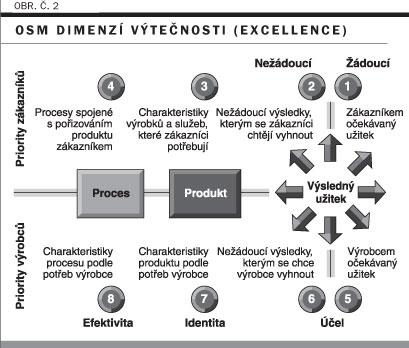 OBR. Č. 2
OSM DIMENZÍ VÝTEČNOSTI (EXCELLENCE)
Nežádoucí
Žádoucí
Priority zákazníků
4
3
2
1
Procesy spojené
s pořizováním
produktu
zákazníkem
Charakteristiky
výrobků a služeb,
které zákazníci
potřebují
Nežádoucí výsledky,
kterým se zákazníci
chtějí vyhnout
Zákazníkem
očekávaný
užitek
Proces
Produkt
Výsledný
užitek
Priority výrobců
Charakteristiky
procesu podle
potřeb výrobce
Charakteristiky
produktu podle
potřeb výrobce
Nežádoucí výsledky,
kterým se chce
výrobce vyhnout
Výrobcem
očekávaný
užitek
8
7
6
5
Efektivita
Identita
Účel